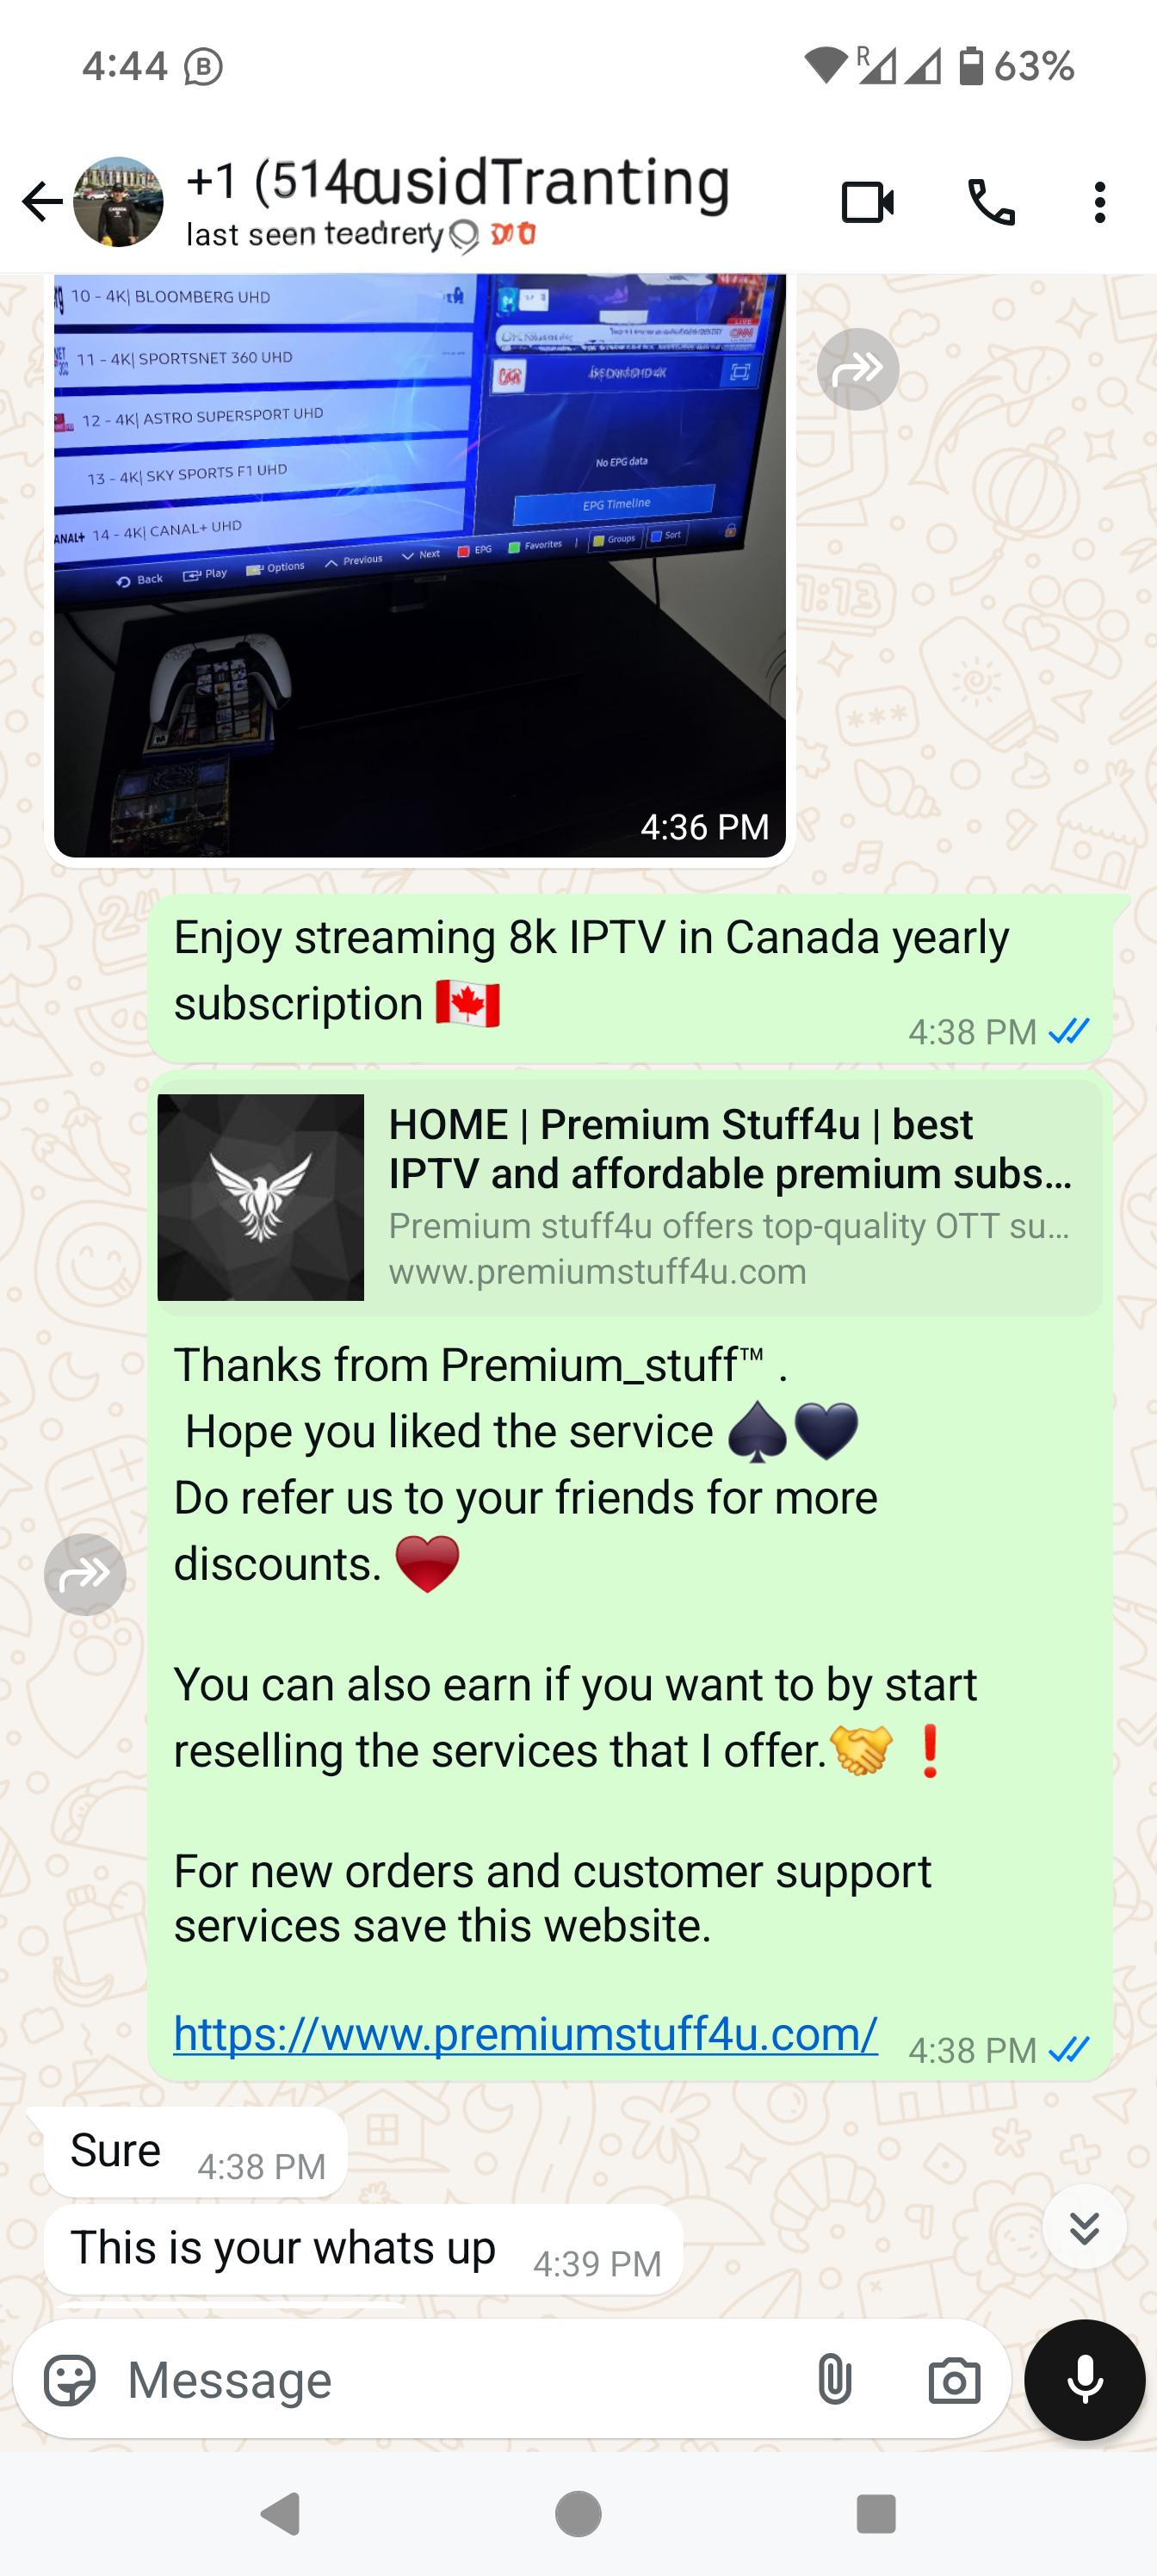 4:44 B R 63%
+1 (514
last seen
10 - 4K| BLOOMBERG UHD
11 - 4K| SPORTSNET 360 UHD
12 - 4K| ASTRO SUPERSPORT UHD
13 - 4K| SKY SPORTS F1 UHD
ANAL+ 14 - 4K| CANAL+ UHD
LIVE
CNN
No EPG data
EPG Timeline
Back Play Options Previous Next EPG Favorites Groups Sort
4:36 PM
Enjoy streaming 8k IPTV in Canada yearly
subscription 🇨🇦
4:38 PM
HOME | Premium Stuff4u | best
IPTV and affordable premium subs...
Premium stuff4u offers top-quality OTT su...
www.premiumstuff4u.com
Thanks from Premium_stuff™ .
Hope you liked the service ♠️🖤
Do refer us to your friends for more
discounts. ♥️
You can also earn if you want to by start
reselling the services that I offer.🤝 ❗
For new orders and customer support
services save this website.
https://www.premiumstuff4u.com/ 4:38 PM
Sure 4:38 PM
This is your whats up 4:39 PM
Message